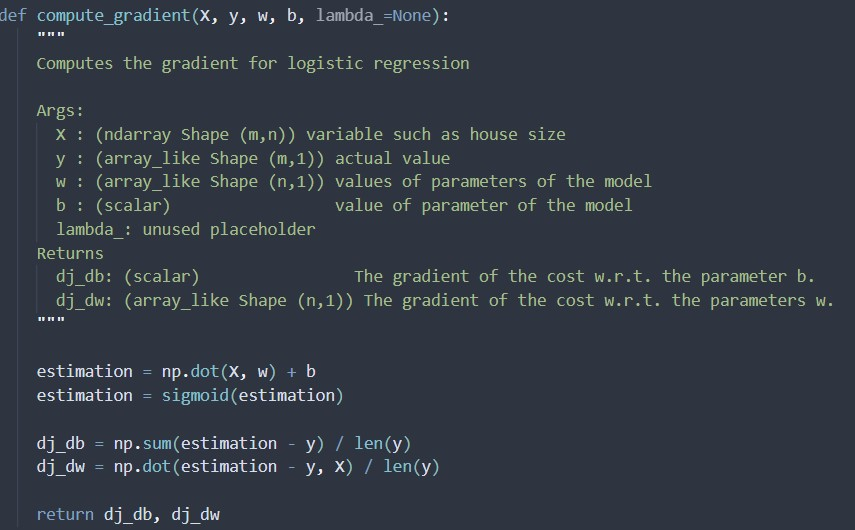 def compute_gradient(X, y, w, b, lambda_=None):
"""
Computes the gradient for logistic regression
Args:
X : (ndarray Shape (m,n)) variable such as house size
y : (array_like Shape (m,1)) actual value
w : (array_like Shape (n,1)) values of parameters of the model
b : (scalar) value of parameter of the model
lambda_: unused placeholder
Returns
dj_db: (scalar) The gradient of the cost w.r.t. the parameter b.
dj_dw: (array_like Shape (n,1)) The gradient of the cost w.r.t. the parameters w.
"""
estimation = np.dot(X, w) + b
estimation = sigmoid(estimation)
dj_db = np.sum(estimation - y) / len(y)
dj_dw = np.dot(estimation - y, X) / len(y)
return dj_db, dj_dw